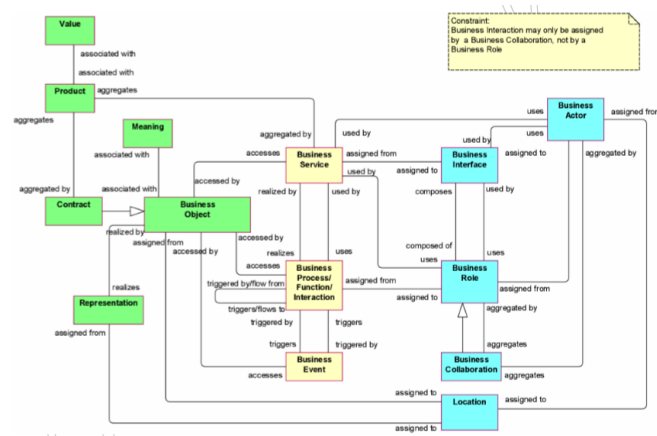 Constraint:
Business Interaction may only be assigned
by a Business Collaboration, not by a
Business Role
Value
associated with
associated with
Product
aggregates
aggregates
Meaning
associated with
associated with
aggregated by
Contract
Business
Object
realized by
assigned from
accessed by
accessed by
accessed by
accesses
realizes
Representation
assigned from
aggregated by
Business
Service
realized by
used by
used by
used by
assigned from
assigned to
Business
Interface
used by
uses
uses
Business
Actor
assigned from
assigned to
aggregated by
composes
used by
composed of
uses
uses
realizes
uses
accesses
triggered by/flow from
triggers/flows to
Business
Process/
Function/
Interaction
assigned from
assigned to
Business
Role
assigned from
aggregated by
triggered by
triggers
triggers
triggered by
Business
Event
accesses
aggregates
Business
Collaboration
aggregates
assigned to
Location
assigned to
assigned to